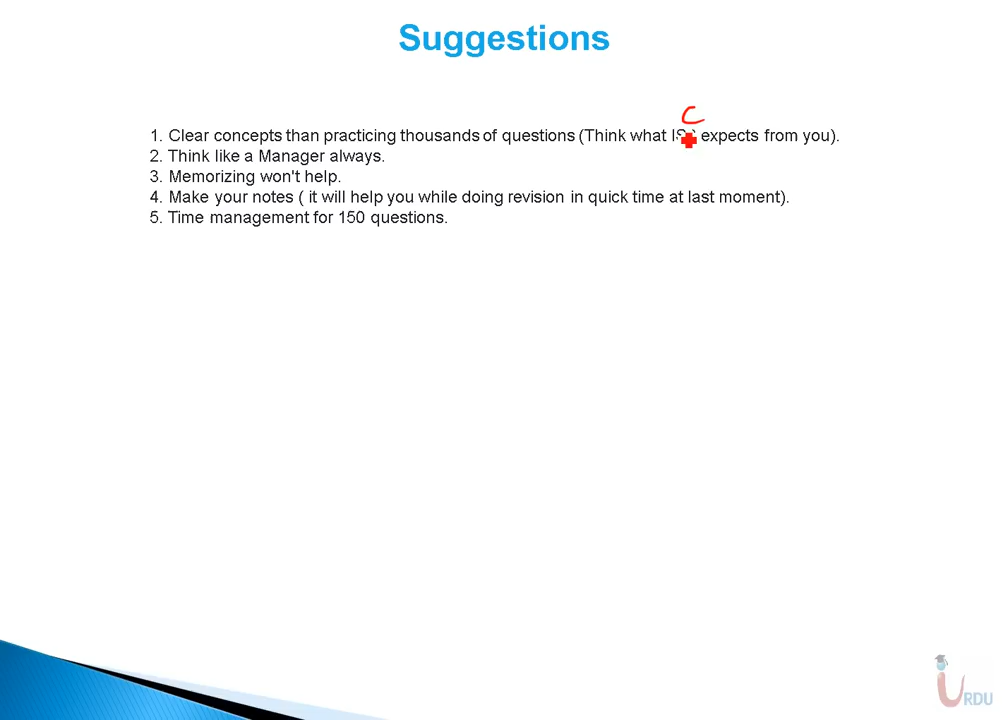 Suggestions
C
1. Clear concepts than practicing thousands of questions (Think what expects from you).
2. Think like a Manager always.
3. Memorizing won't help.
4. Make your notes ( it will help you while doing revision in quick time at last moment).
5. Time management for 150 questions.
URDU